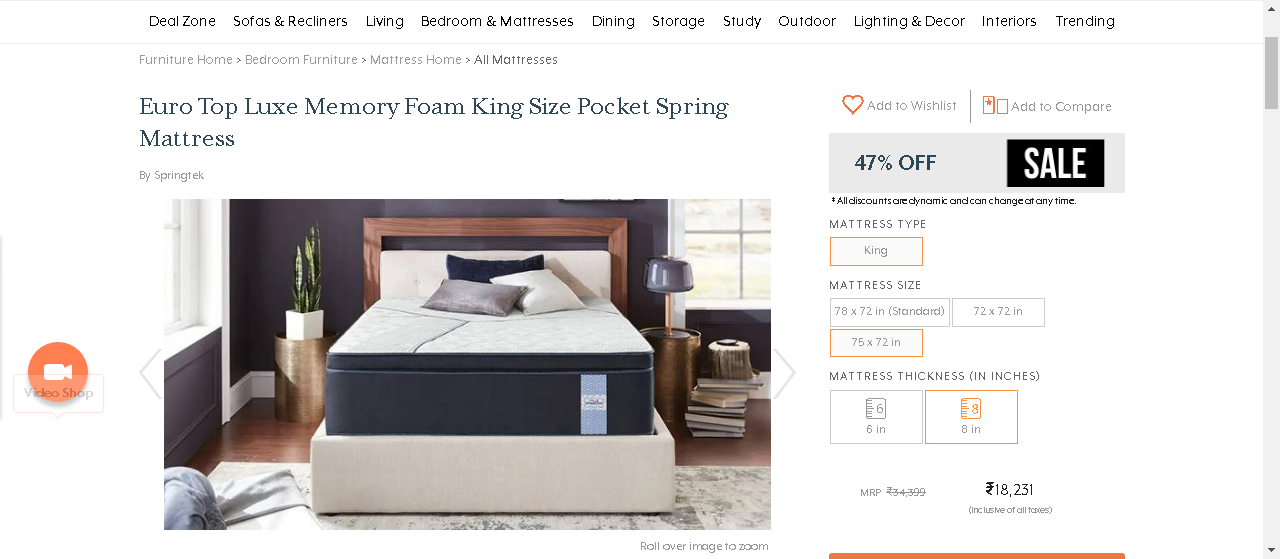 Deal Zone Sofas & Recliners Living Bedroom & Mattresses Dining Storage Study Outdoor Lighting & Decor Interiors Trending
Furniture Home > Bedroom Furniture > Mattress Home > All Mattresses
Euro Top Luxe Memory Foam King Size Pocket Spring
Mattress
By Springtek
Add to Wishlist
Add to Compare
47% OFF
SALE
* All discounts are dynamic and can change at any time.
MATTRESS TYPE
King
MATTRESS SIZE
78 x 72 in (Standard) 72 x 72 in
75 x 72 in
MATTRESS THICKNESS (IN INCHES)
6 8
6 in 8 in
MRP ₹34,399 ₹18,231
(Inclusive of all taxes)
Video Shop
Roll over image to zoom